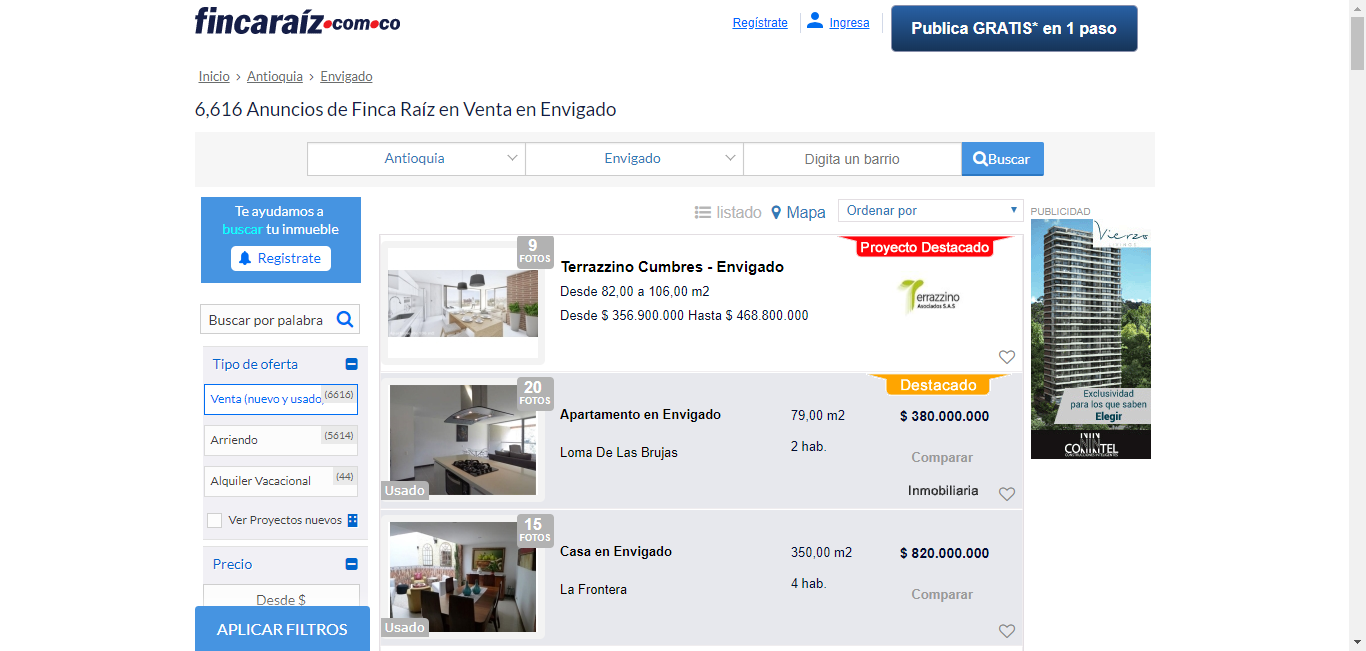 fincaraíz.com.co
Regístrate
Ingresa
Publica GRATIS* en 1 paso
Inicio › Antioquia › Envigado
6,616 Anuncios de Finca Raíz en Venta en Envigado
Antioquia
Envigado
Digita un barrio
Buscar
Te ayudamos a
buscar tu inmueble
Registrate
Buscar por palabra
Tipo de oferta
Venta (nuevo y usado)
(6616)
Arriendo
(5614)
Alquiler Vacacional
(44)
Ver Proyectos nuevos
Precio
Desde $
APLICAR FILTROS
listado
Mapa
Ordenar por
9
FOTOS
Terrazzino Cumbres - Envigado
Desde 82,00 a 106,00 m2
Desde $ 356.900.000 Hasta $ 468.800.000
Proyecto Destacado
Terrazzino
Asociados S.A.S
20
FOTOS
Usado
Apartamento en Envigado
Loma De Las Brujas
79,00 m2
2 hab.
Destacado
$ 380.000.000
Comparar
Inmobiliaria
15
FOTOS
Usado
Casa en Envigado
La Frontera
350,00 m2
4 hab.
$ 820.000.000
Comparar
PUBLICIDAD
Vierzo
Exclusividad
para los que saben
Elegir
CONINTEL
CONSTRUCCIONES INTELIGENTES